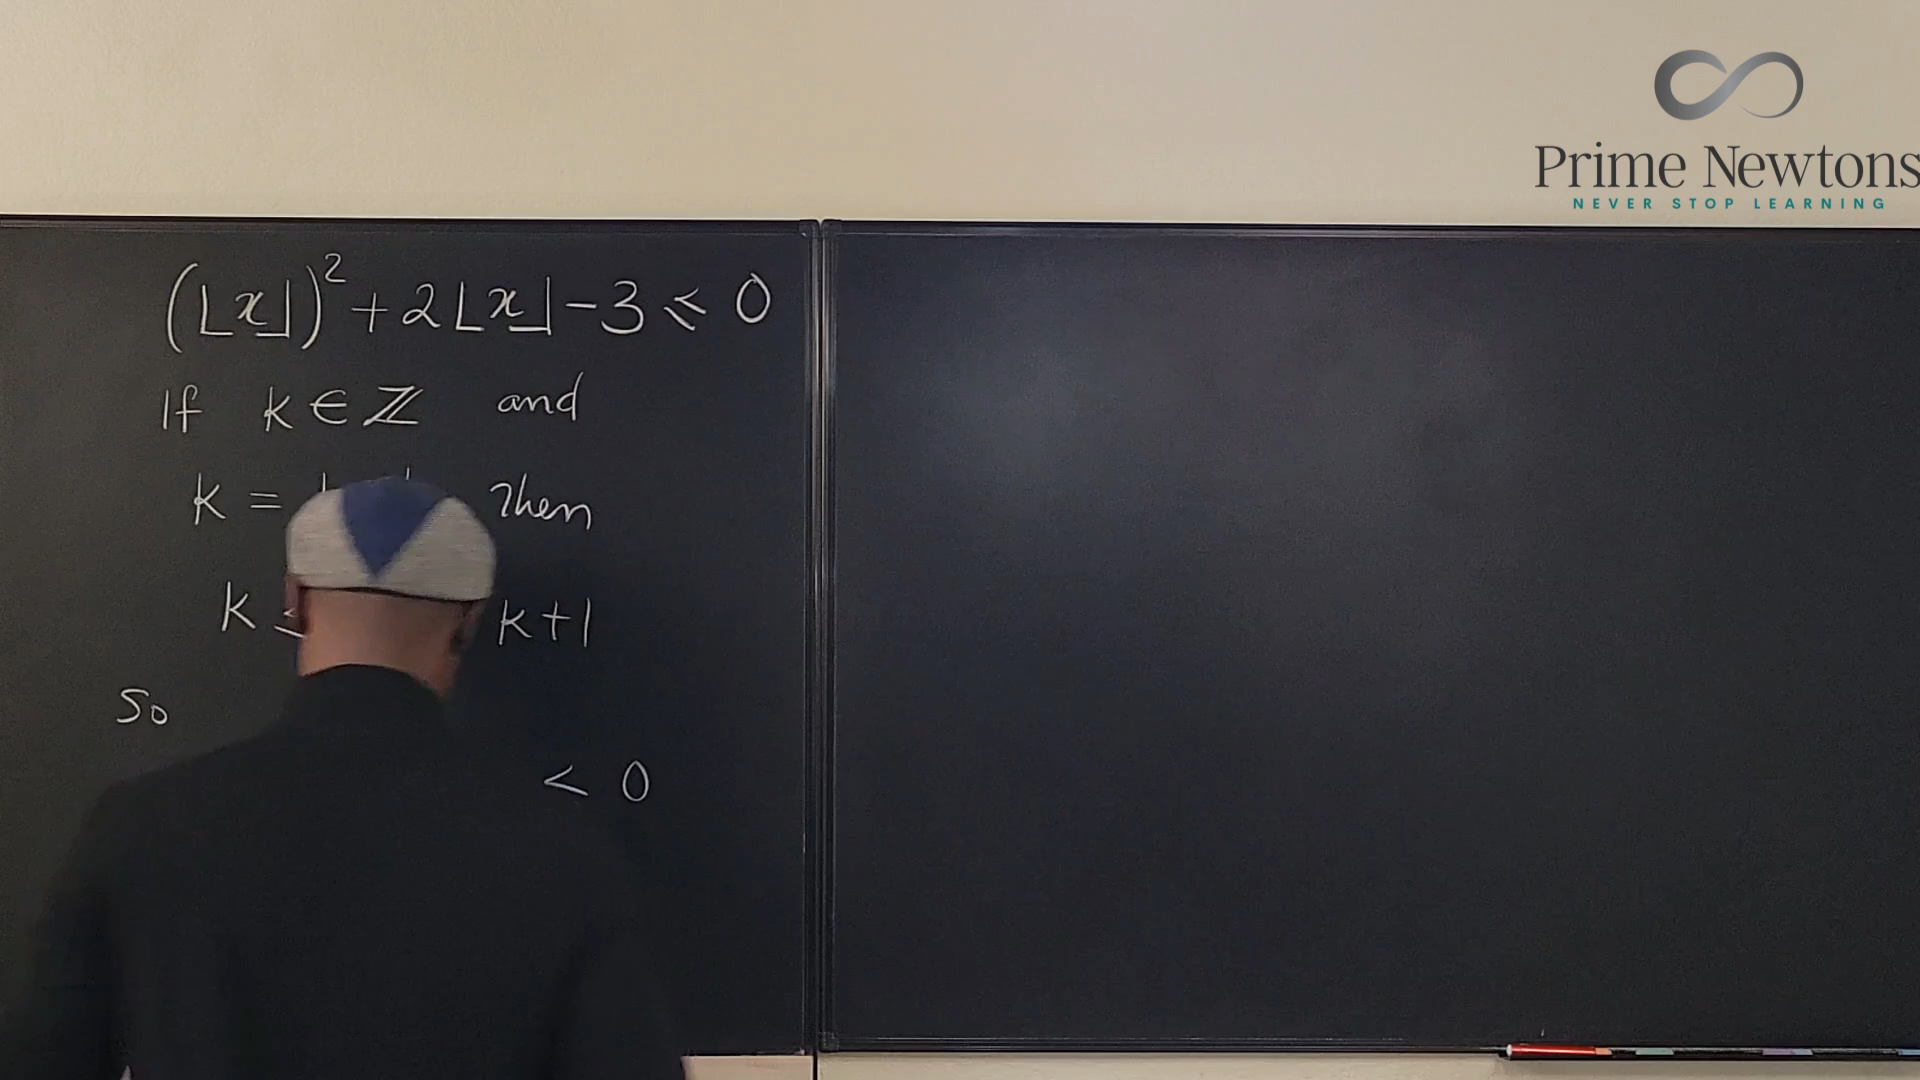 Prime Newtons
NEVER STOP LEARNING
(⌊x⌋)² + 2⌊x⌋ - 3 ⩽ 0
If k ∈ ℤ and
k = then
k ≤ k + 1
So
< 0